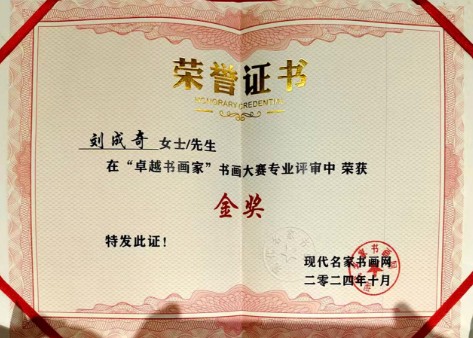 荣誉证书
HONORARY CREDENTIAL
刘成奇 女士/先生
在“卓越书画家”书画大赛专业评审中 荣获
金奖
特发此证！
现代名家书画网
二零二四年十月